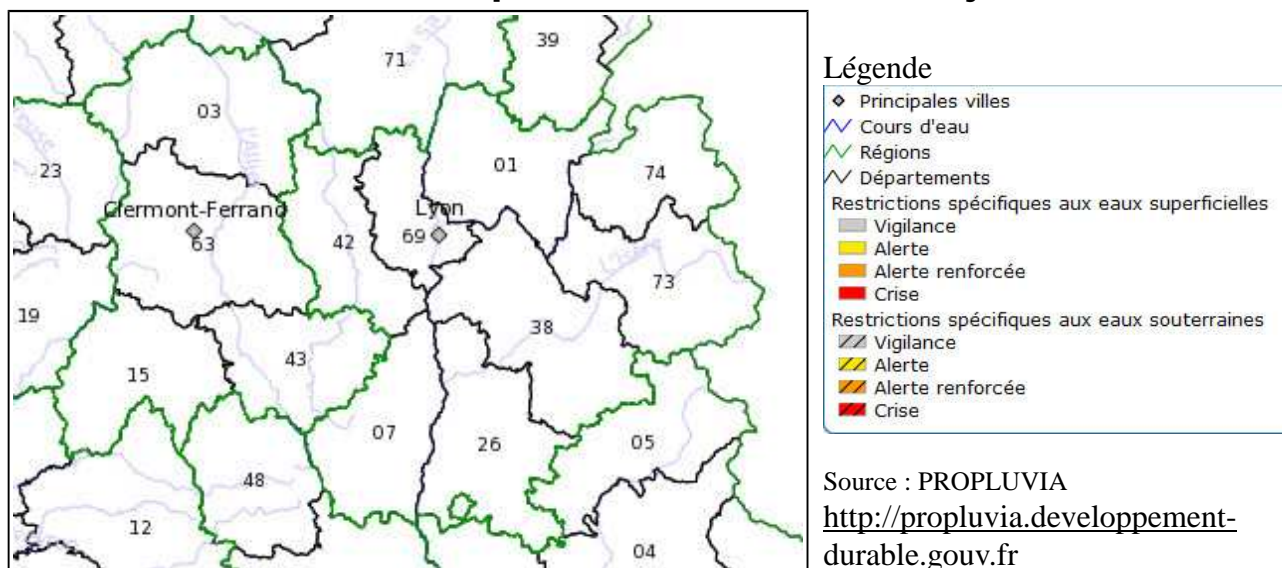 71
39
03
01
74
23
Clermont-Ferrand
63
Lyon
69
42
73
19
38
43
15
07
26
05
48
12
04
Légende
Principales villes
Cours d'eau
Régions
Départements
Restrictions spécifiques aux eaux superficielles
Vigilance
Alerte
Alerte renforcée
Crise
Restrictions spécifiques aux eaux souterraines
Vigilance
Alerte
Alerte renforcée
Crise
Source : PROPLUVIA
http://propluvia.developpement-
durable.gouv.fr